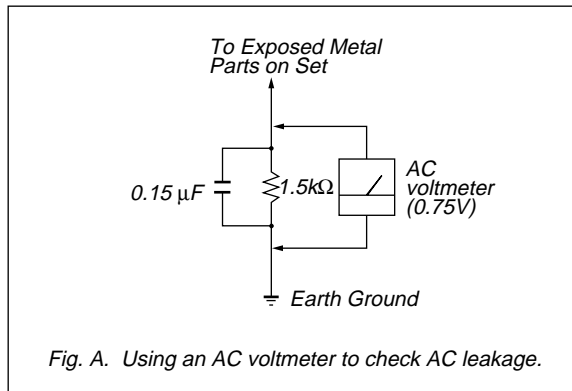 To Exposed Metal
Parts on Set
0.15 μF
1.5kΩ
AC
voltmeter
(0.75V)
Earth Ground
Fig. A. Using an AC voltmeter to check AC leakage.